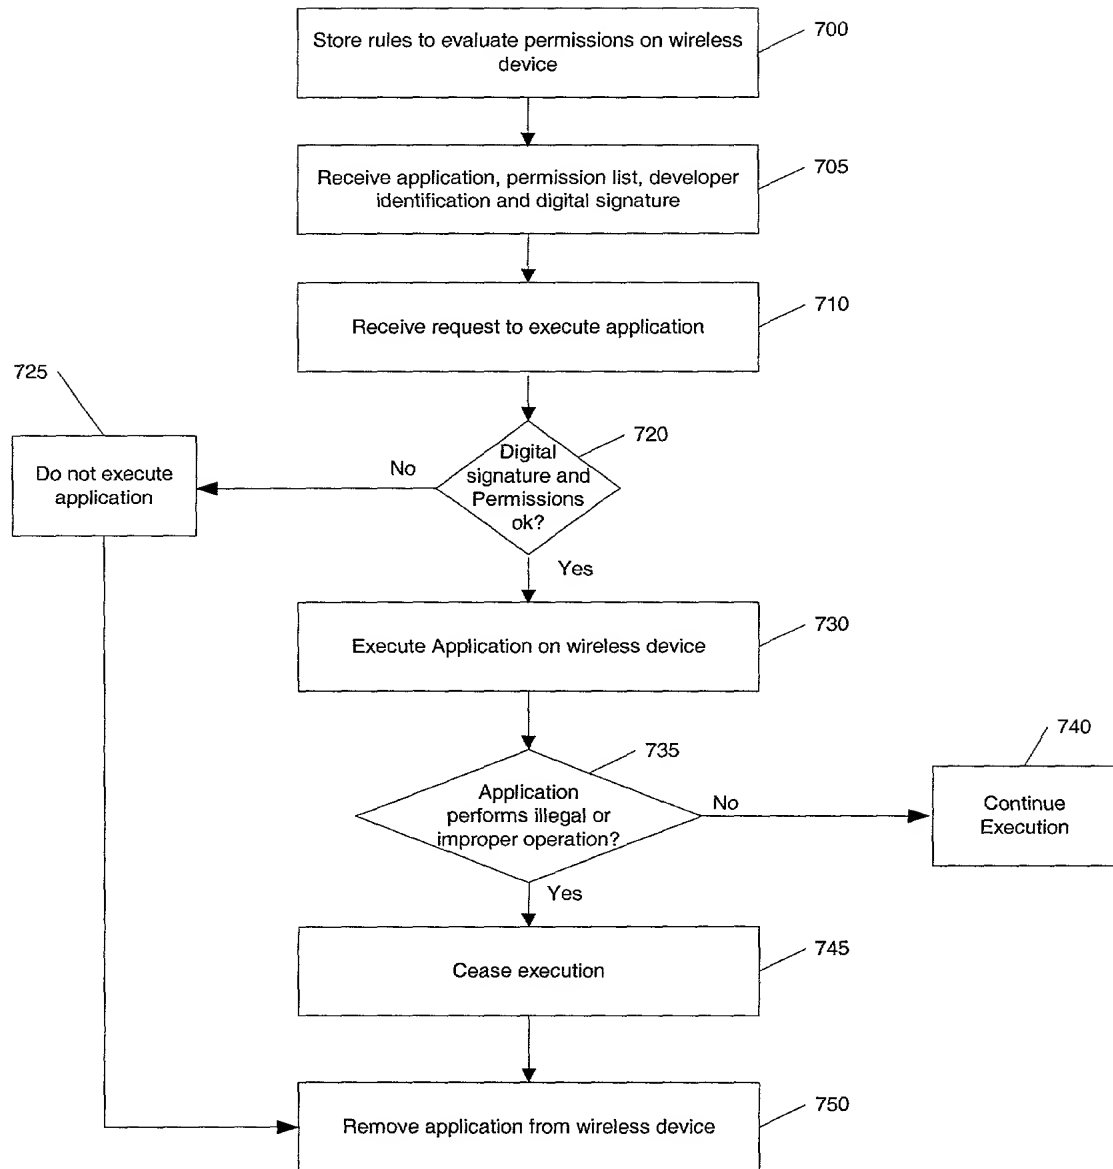 Store rules to evaluate permissions on wireless
device
700
Receive application, permission list, developer
identification and digital signature
705
Receive request to execute application
710
725
Do not execute
application
No
Digital
signature and
Permissions
ok?
720
Yes
Execute Application on wireless device
730
Application
performs illegal or
improper operation?
735
No
740
Continue
Execution
Yes
Cease execution
745
Remove application from wireless device
750